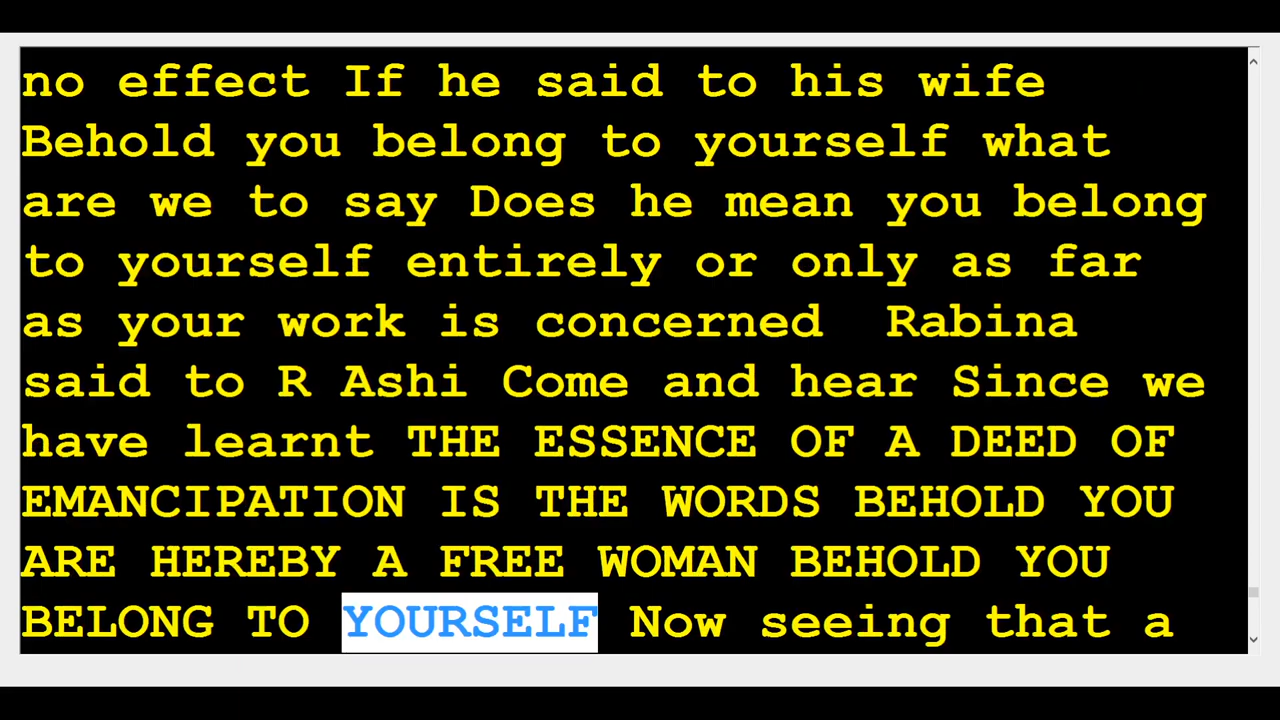 no effect If he said to his wife
Behold you belong to yourself what
are we to say Does he mean you belong
to yourself entirely or only as far
as your work is concerned  Rabina
said to R Ashi Come and hear Since we
have learnt THE ESSENCE OF A DEED OF
EMANCIPATION IS THE WORDS BEHOLD YOU
ARE HEREBY A FREE WOMAN BEHOLD YOU
BELONG TO YOURSELF Now seeing that a